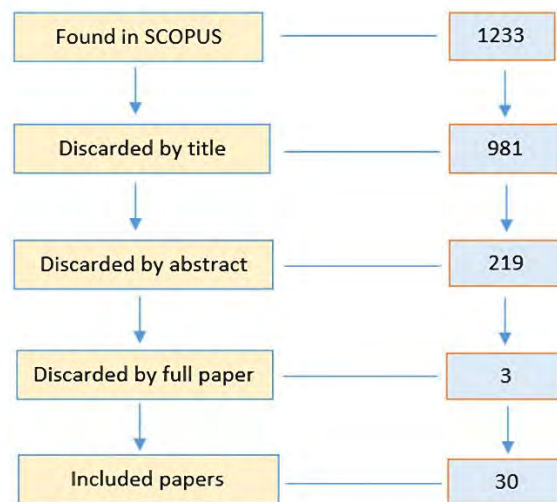 Found in SCOPUS
1233
Discarded by title
981
Discarded by abstract
219
Discarded by full paper
3
Included papers
30